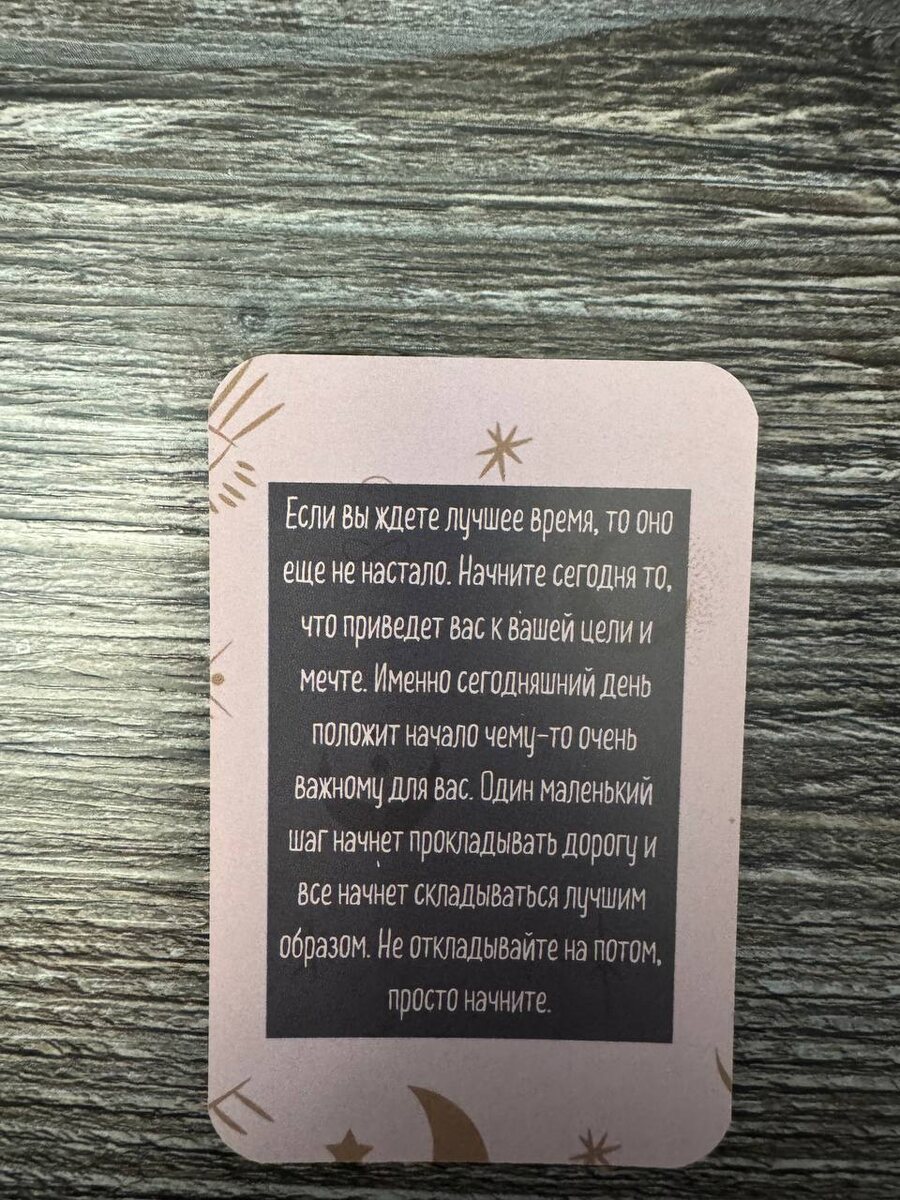 Если вы ждете лучшее время, то оно
еще не настало. Начните сегодня то,
что приведет вас к вашей цели и
мечте. Именно сегодняшний день
положит начало чему-то очень
важному для вас. Один маленький
шаг начнет прокладывать дорогу и
все начнет складываться лучшим
образом. Не откладывайте на потом,
просто начните.